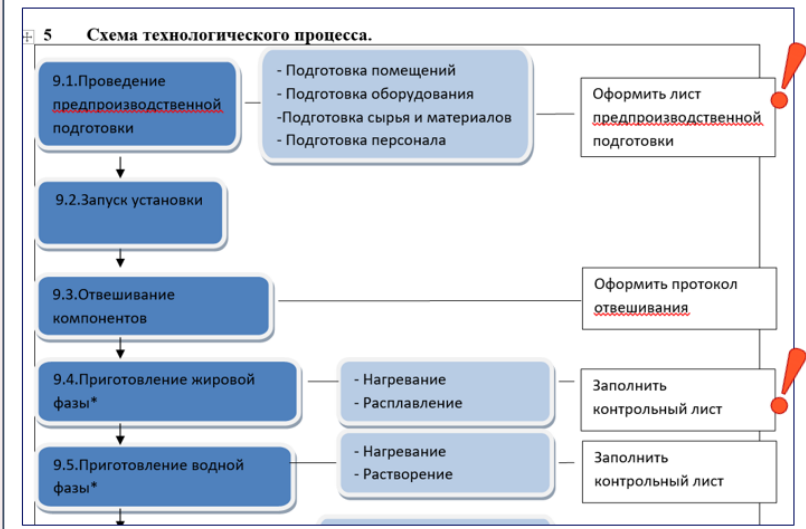 5 Схема технологического процесса.
9.1.Проведение
предпроизводственной
подготовки
- Подготовка помещений
- Подготовка оборудования
-Подготовка сырья и материалов
- Подготовка персонала
Оформить лист
предпроизводственной
подготовки
9.2.Запуск установки
9.3.Отвешивание
компонентов
Оформить протокол
отвешивания
9.4.Приготовление жировой
фазы*
- Нагревание
- Расплавление
Заполнить
контрольный лист
9.5.Приготовление водной
фазы*
- Нагревание
- Растворение
Заполнить
контрольный лист